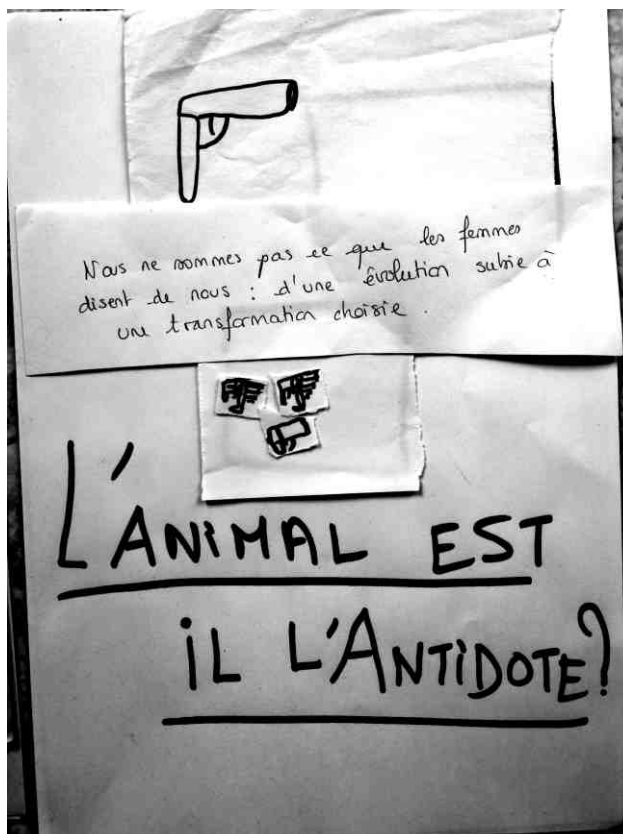 Nous ne sommes pas ce que les femmes
disent de nous : d'une évolution subie à
une transformation choisie.
L'ANiMAL EST
iL L'ANTiDOTE?